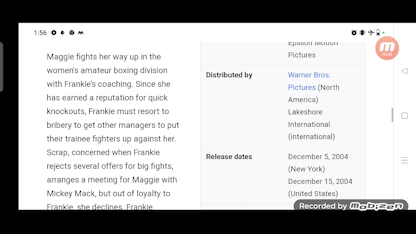 1:56
Maggie fights her way up in the
women's amateur boxing division
with Frankie's coaching. Since she
has earned a reputation for quick
knockouts, Frankie must resort to
bribery to get other managers to put
their trainee fighters up against her.
Scrap, concerned when Frankie
rejects several offers for big fights,
arranges a meeting for Maggie with
Mickey Mack, but out of loyalty to
Frankie, she declines. Frankie
Epsilon Motion
Pictures
Distributed by
Warner Bros.
Pictures (North
America)
Lakeshore
International
(international)
Release dates
December 5, 2004
(New York)
December 15, 2004
(United States)
Recorded by Mobizen